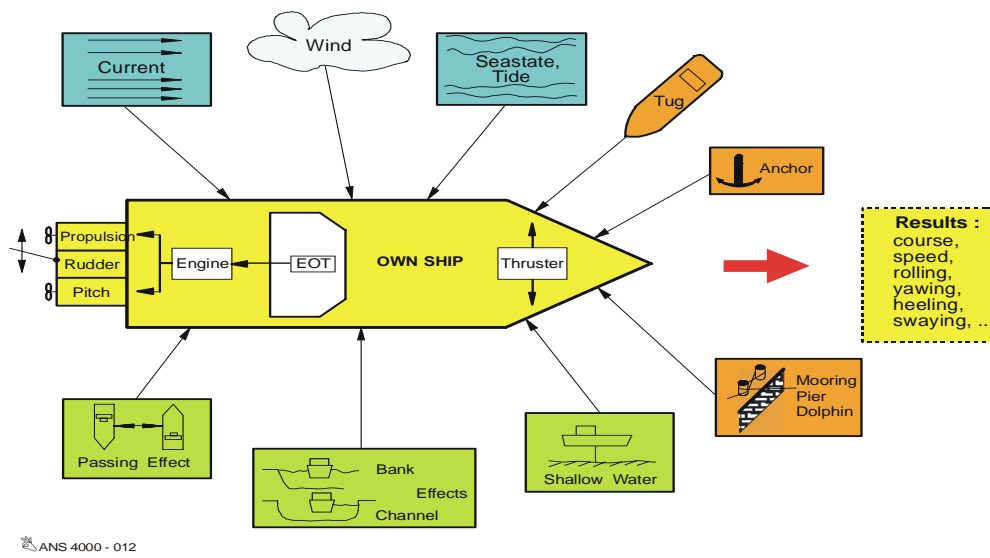 Current
Wind
Seastate,
Tide
Tug
Anchor
Propulsion
Rudder
Pitch
Engine
EOT
OWN SHIP
Thruster
Results :
course,
speed,
rolling,
yawing,
heeling,
swaying, ..
Passing Effect
Bank
Effects
Channel
Shallow Water
Mooring
Pier
Dolphin
ANS 4000 - 012